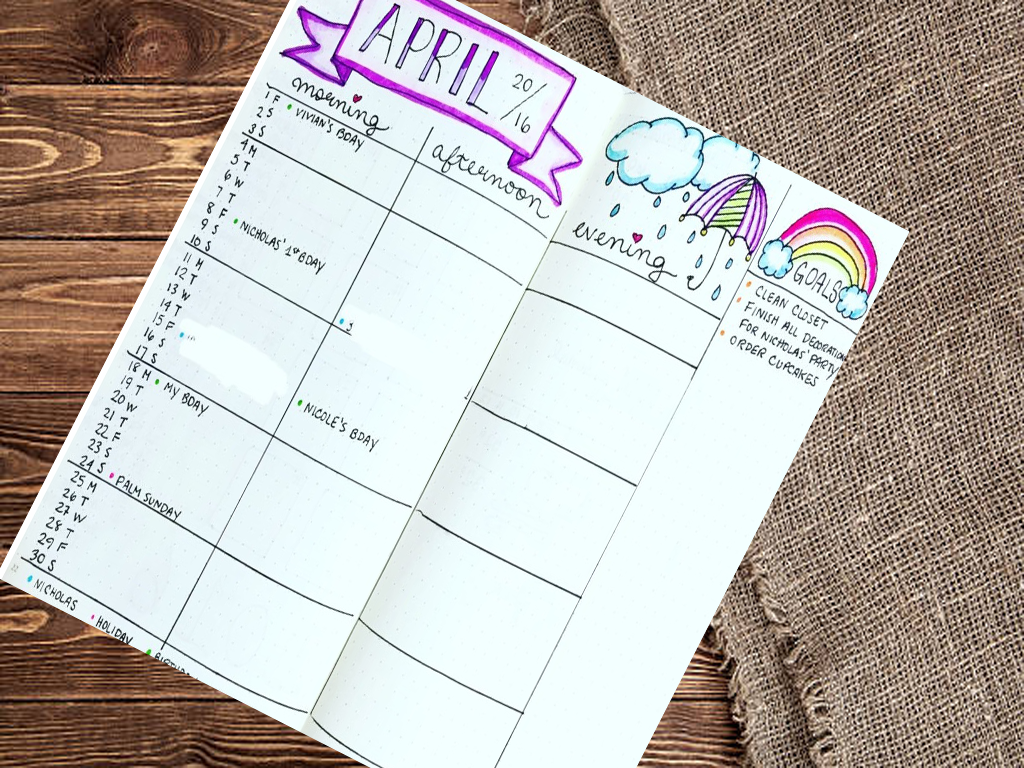 APRIL 20/16
morning
afternoon
evening
GOALS
1 F • VIVIAN'S BDAY
2 S
3 S
4 M
5 T
6 W
7 T
8 F • NICHOLAS' 1st BDAY
9 S
10 S
11 M
12 T
13 W
14 T
15 F
16 S
17 S
18 M • MY BDAY
19 T
20 W
21 T
22 F
23 S
24 S • PALM SUNDAY
25 M
26 T
27 W
28 T
29 F
30 S
• NICOLE'S BDAY
• CLEAN CLOSET
• FINISH ALL DECORATIONS
FOR NICHOLAS' PARTY
• ORDER CUPCAKES
• NICHOLAS • HOLIDAY